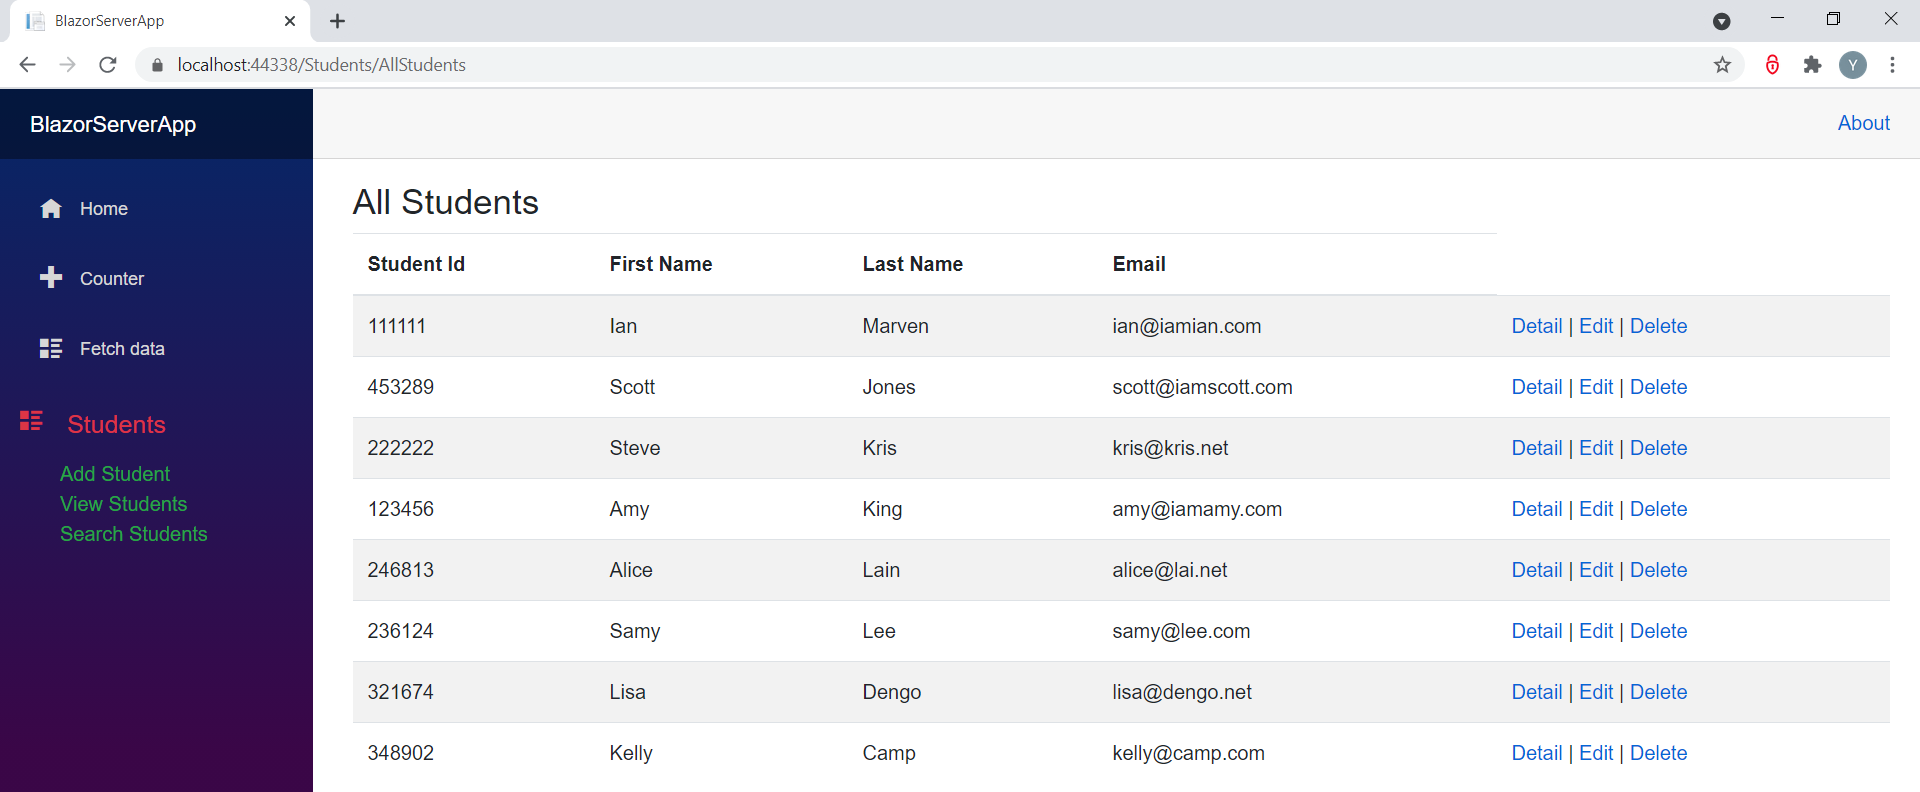 BlazorServerApp
localhost:44338/Students/AllStudents
Y
BlazorServerApp
About
Home
Counter
Fetch data
Students
Add Student
View Students
Search Students
All Students
Student Id First Name Last Name Email
111111 Ian Marven ian@iamian.com Detail | Edit | Delete
453289 Scott Jones scott@iamscott.com Detail | Edit | Delete
222222 Steve Kris kris@kris.net Detail | Edit | Delete
123456 Amy King amy@iamamy.com Detail | Edit | Delete
246813 Alice Lain alice@lai.net Detail | Edit | Delete
236124 Samy Lee samy@lee.com Detail | Edit | Delete
321674 Lisa Dengo lisa@dengo.net Detail | Edit | Delete
348902 Kelly Camp kelly@camp.com Detail | Edit | Delete